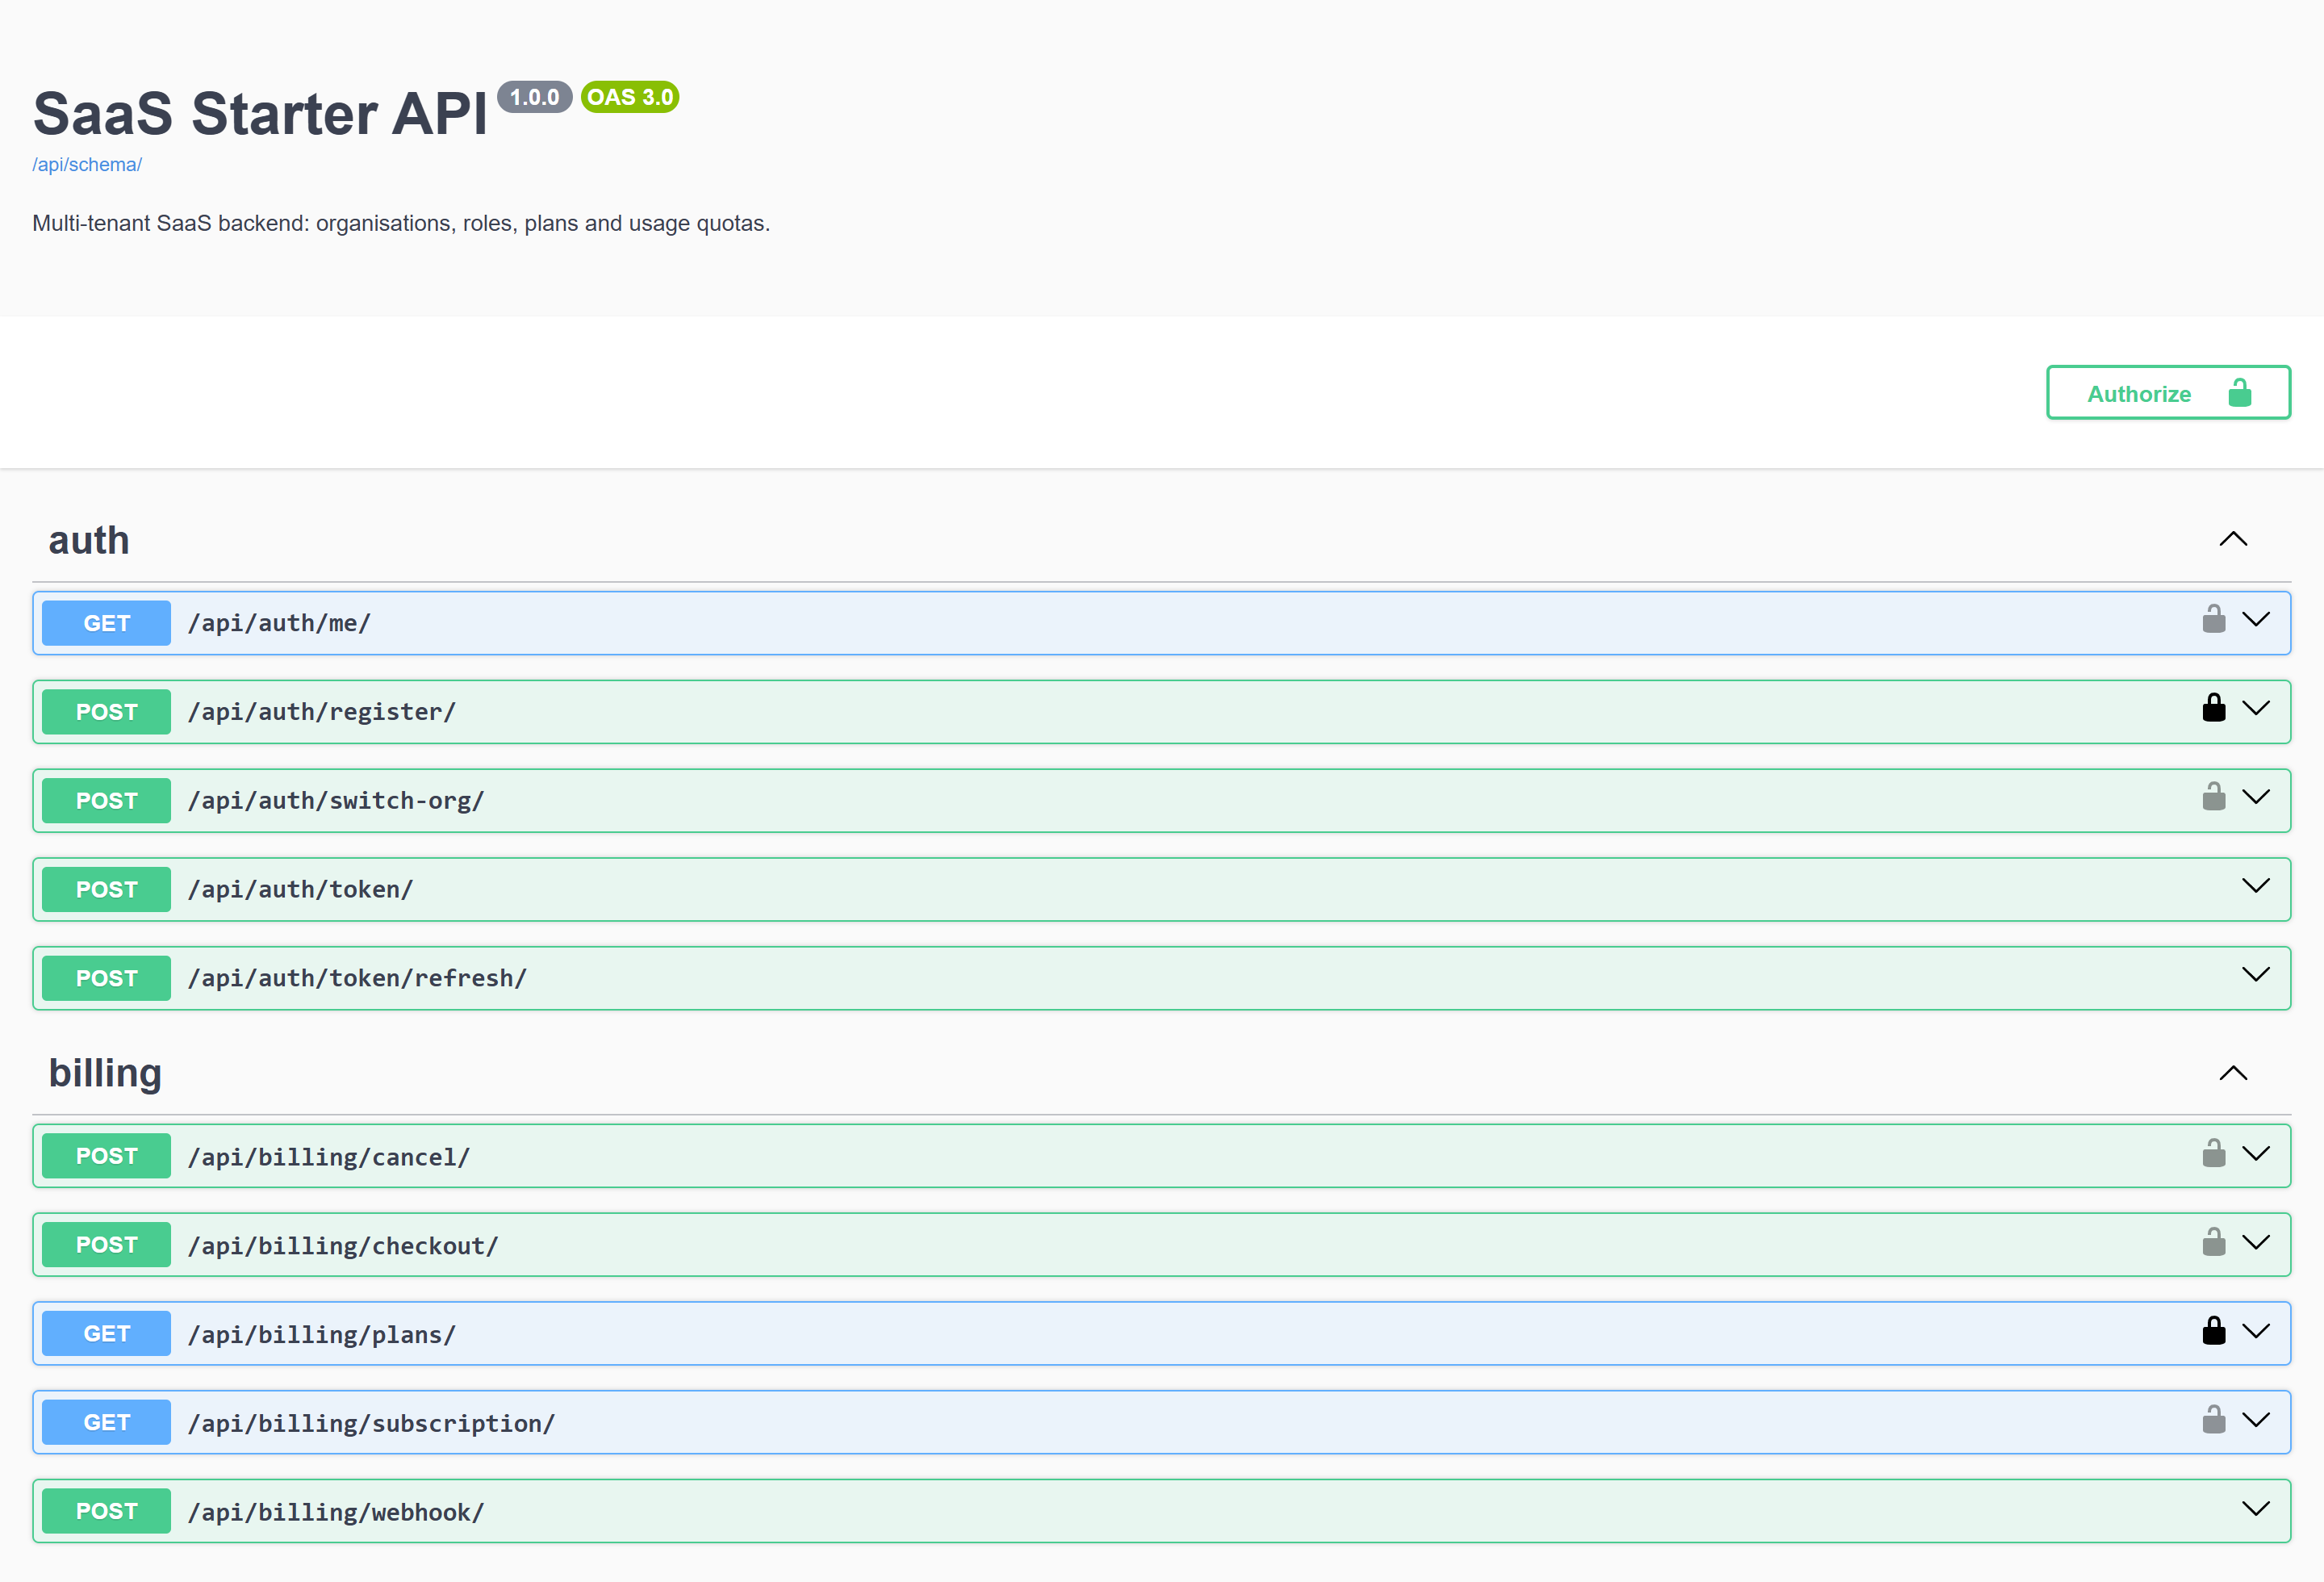 SaaS Starter API 1.0.0 OAS 3.0
/api/schema/
Multi-tenant SaaS backend: organisations, roles, plans and usage quotas.
Authorize
auth
GET /api/auth/me/
POST /api/auth/register/
POST /api/auth/switch-org/
POST /api/auth/token/
POST /api/auth/token/refresh/
billing
POST /api/billing/cancel/
POST /api/billing/checkout/
GET /api/billing/plans/
GET /api/billing/subscription/
POST /api/billing/webhook/